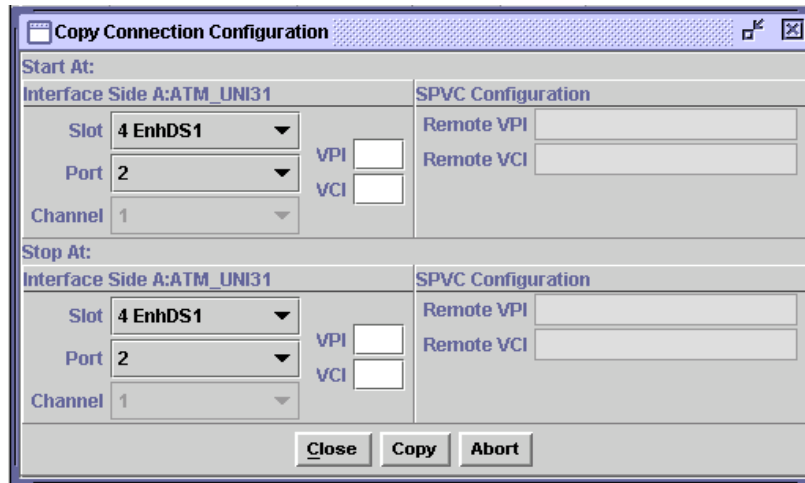 Copy Connection Configuration
Start At:
Interface Side A:ATM_UNI31
SPVC Configuration
Slot 4 EnhDS1
Port 2
Channel 1
VPI
VCI
Remote VPI
Remote VCI
Stop At:
Interface Side A:ATM_UNI31
SPVC Configuration
Slot 4 EnhDS1
Port 2
Channel 1
VPI
VCI
Remote VPI
Remote VCI
Close Copy Abort